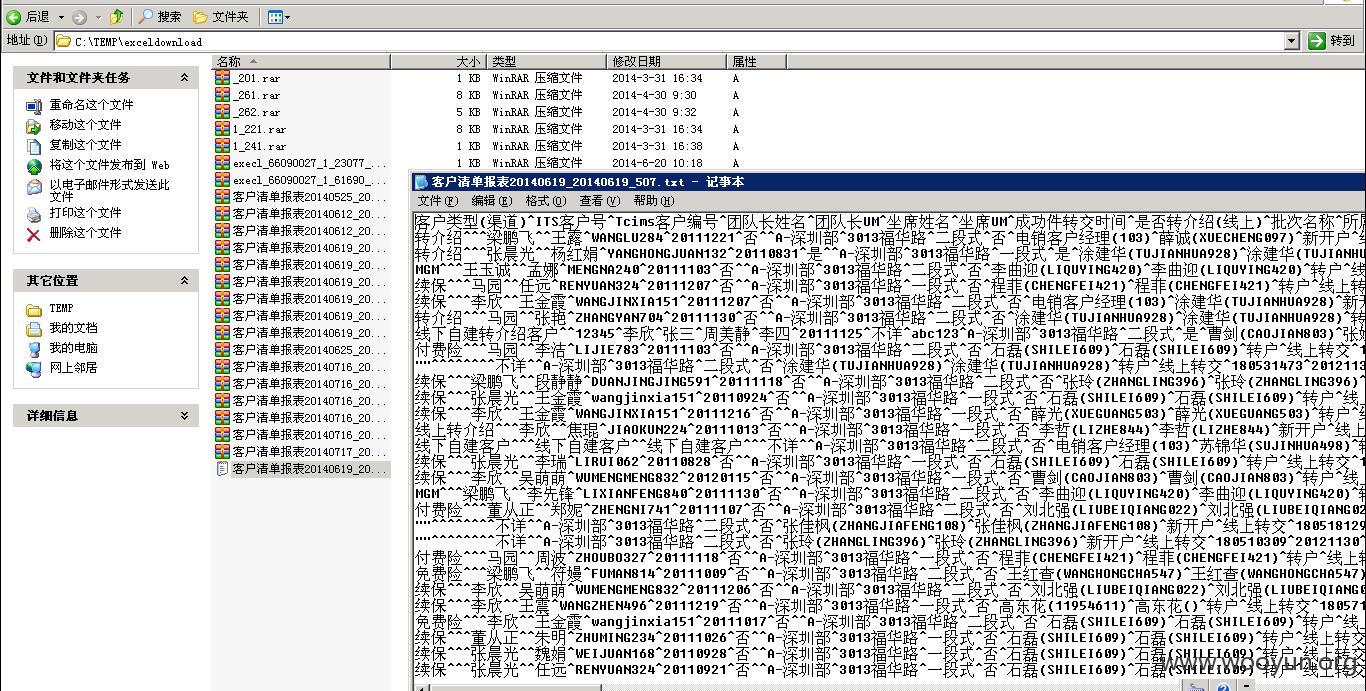 后退 搜索 文件夹
地址(D) C:\TEMP\exceldownload 转到
文件和文件夹任务
重命名这个文件
移动这个文件
复制这个文件
将这个文件发布到 Web
以电子邮件形式发送此
文件
打印这个文件
删除这个文件
其它位置
TEMP
我的文档
我的电脑
网上邻居
详细信息
名称 大小 类型 修改日期 属性
_201.rar 1 KB WinRAR 压缩文件 2014-3-31 16:34 A
_261.rar 8 KB WinRAR 压缩文件 2014-4-30 9:30 A
_262.rar 5 KB WinRAR 压缩文件 2014-4-30 9:32 A
1_221.rar 8 KB WinRAR 压缩文件 2014-3-31 16:34 A
1_241.rar 1 KB WinRAR 压缩文件 2014-3-31 16:38 A
execl_66090027_1_23077_... 1 KB WinRAR 压缩文件 2014-6-20 10:18 A
execl_66090027_1_61690_...
客户清单报表20140525_20...
客户清单报表20140612_20...
客户清单报表20140612_20...
客户清单报表20140619_20...
客户清单报表20140619_20...
客户清单报表20140619_20...
客户清单报表20140619_20...
客户清单报表20140619_20...
客户清单报表20140619_20...
客户清单报表20140625_20...
客户清单报表20140716_20...
客户清单报表20140716_20...
客户清单报表20140716_20...
客户清单报表20140716_20...
客户清单报表20140716_20...
客户清单报表20140717_20...
客户清单报表20140619_20...
客户清单报表20140619_20140619_507.txt - 记事本
文件(F) 编辑(E) 格式(O) 查看(V) 帮助(H)
客户类型(渠道)^ITS客户号^Tcims客户编号^团队长姓名^团队长UM^坐席姓名^坐席UM^成功件转交时间^是否转介绍(线上)^批次名称^所属
转介绍^^^梁鹏飞^^王露^WANGLU284^20111221^否^^A-深圳部^3013福华路^二段式^否^电销客户经理(103)^薛诚(XUECHENG097)^新开户^
转介绍^^^张晨光^^杨红娟^YANGHONGJUAN132^20110831^是^^A-深圳部^3013福华路^一段式^是^涂建华(TUJIANHUA928)^涂建华(TUJIANHU
MGM^^^王玉诚^^孟娜^MENGNA240^20111103^否^^A-深圳部^3013福华路^二段式^否^李曲迎(LIQUYING420)^李曲迎(LIQUYING420)^转户^
续保^^^马园^^任远^RENYUAN324^20111207^否^^A-深圳部^3013福华路^二段式^否^程菲(CHENGFEI421)^程菲(CHENGFEI421)^转户^线上转
续保^^^李欣^^王金霞^WANGJINXIA151^20111207^否^^A-深圳部^3013福华路^二段式^否^电销客户经理(103)^涂建华(TUJIANHUA928)^新
转介绍^^^马园^^张艳^ZHANGYAN704^20111130^否^^A-深圳部^3013福华路^二段式^否^涂建华(TUJIANHUA928)^涂建华(TUJIANHUA928)^转
线下自建转介绍客户^^12345^李欣^张三^周美静^李四^20111125^不详^abc123^A-深圳部^3013福华路^二段式^是^曹剑(CAOJIAN803)^张
付费险^^^马园^^李洁^LIJIE783^20111103^否^^A-深圳部^3013福华路^二段式^否^石磊(SHILEI609)^石磊(SHILEI609)^转户^线上转交^
""^^^^^^^^不详^^A-深圳部^3013福华路^二段式^否^涂建华(TUJIANHUA928)^涂建华(TUJIANHUA928)^转户^线上转交^180531473^201211
续保^^^梁鹏飞^^段静静^DUANJINGJING591^20111118^否^^A-深圳部^3013福华路^二段式^否^张玲(ZHANGLING396)^张玲(ZHANGLING396)
续保^^^张晨光^^王金霞^wangjinxia151^20110924^否^^A-深圳部^3013福华路^一段式^否^石磊(SHILEI609)^石磊(SHILEI609)^转户^线
续保^^^李欣^^王金霞^WANGJINXIA151^20111216^否^^A-深圳部^3013福华路^一段式^否^薛光(XUEGUANG503)^薛光(XUEGUANG503)^转户^
线上转介绍^^^李欣^^焦琨^JIAOKUN224^20111013^否^^A-深圳部^3013福华路^一段式^否^李哲(LIZHE844)^李哲(LIZHE844)^新开户^线上
线下自建客户^^^线下自建客户^^线下自建客户^^^不详^^A-深圳部^3013福华路^二段式^否^电销客户经理(103)^苏锦华(SUJINHUA498)^转
续保^^^张晨光^^李瑞^LIRUI062^20110828^否^^A-深圳部^3013福华路^一段式^否^石磊(SHILEI609)^石磊(SHILEI609)^转户^线上转交^1
续保^^^李欣^^吴萌萌^WUMENGMENG832^20120115^否^^A-深圳部^3013福华路^一段式^否^曹剑(CAOJIAN803)^曹剑(CAOJIAN803)^转户^线
MGM^^^梁鹏飞^^李先锋^LIXIANFENG840^20111130^否^^A-深圳部^3013福华路^二段式^否^李曲迎(LIQUYING420)^李曲迎(LIQUYING420)^转
付费险^^^董从正^^郑妮^ZHENGNI741^20111107^否^^A-深圳部^3013福华路^二段式^否^刘北强(LIUBEIQIANG022)^刘北强(LIUBEIQIANG02
""^^^^^^^^不详^^A-深圳部^3013福华路^二段式^否^张佳枫(ZHANGJIAFENG108)^张佳枫(ZHANGJIAFENG108)^新开户^线上转交^18051812
""^^^^^^^^不详^^A-深圳部^3013福华路^二段式^否^张玲(ZHANGLING396)^张玲(ZHANGLING396)^新开户^线上转交^180510309^20121130^
付费险^^^马园^^周波^ZHOUBO327^20111118^否^^A-深圳部^3013福华路^一段式^否^程菲(CHENGFEI421)^程菲(CHENGFEI421)^转户^线上转
免费险^^^梁鹏飞^^符嫚^FUMAN814^20111009^否^^A-深圳部^3013福华路^二段式^否^王红查(WANGHONGCHA547)^王红查(WANGHONGCHA547)
续保^^^李欣^^吴萌萌^WUMENGMENG832^20111206^否^^A-深圳部^3013福华路^二段式^否^刘北强(LIUBEIQIANG022)^刘北强(LIUBEIQIANG0
续保^^^李欣^^王震^WANGZHEN496^20111219^否^^A-深圳部^3013福华路^一段式^否^高东花(11954611)^高东花()^转户^线上转交^18057
免费险^^^李欣^^王金霞^wangjinxia151^20111017^否^^A-深圳部^3013福华路^一段式^否^石磊(SHILEI609)^石磊(SHILEI609)^转户^线
续保^^^董从正^^朱明^ZHUMING234^20111026^否^^A-深圳部^3013福华路^一段式^否^石磊(SHILEI609)^石磊(SHILEI609)^转户^线上转交
续保^^^张晨光^^魏娟^WEIJUAN168^20110928^否^^A-深圳部^3013福华路^一段式^否^石磊(SHILEI609)^石磊(SHILEI609)^转户^
续保^^^张晨光^^任远^RENYUAN324^20110921^否^^A-深圳部^3013福华路^一段式^否^石磊(SHILEI609)^石磊(SHILEI609)^转户^线上转交
www.wooyun.org